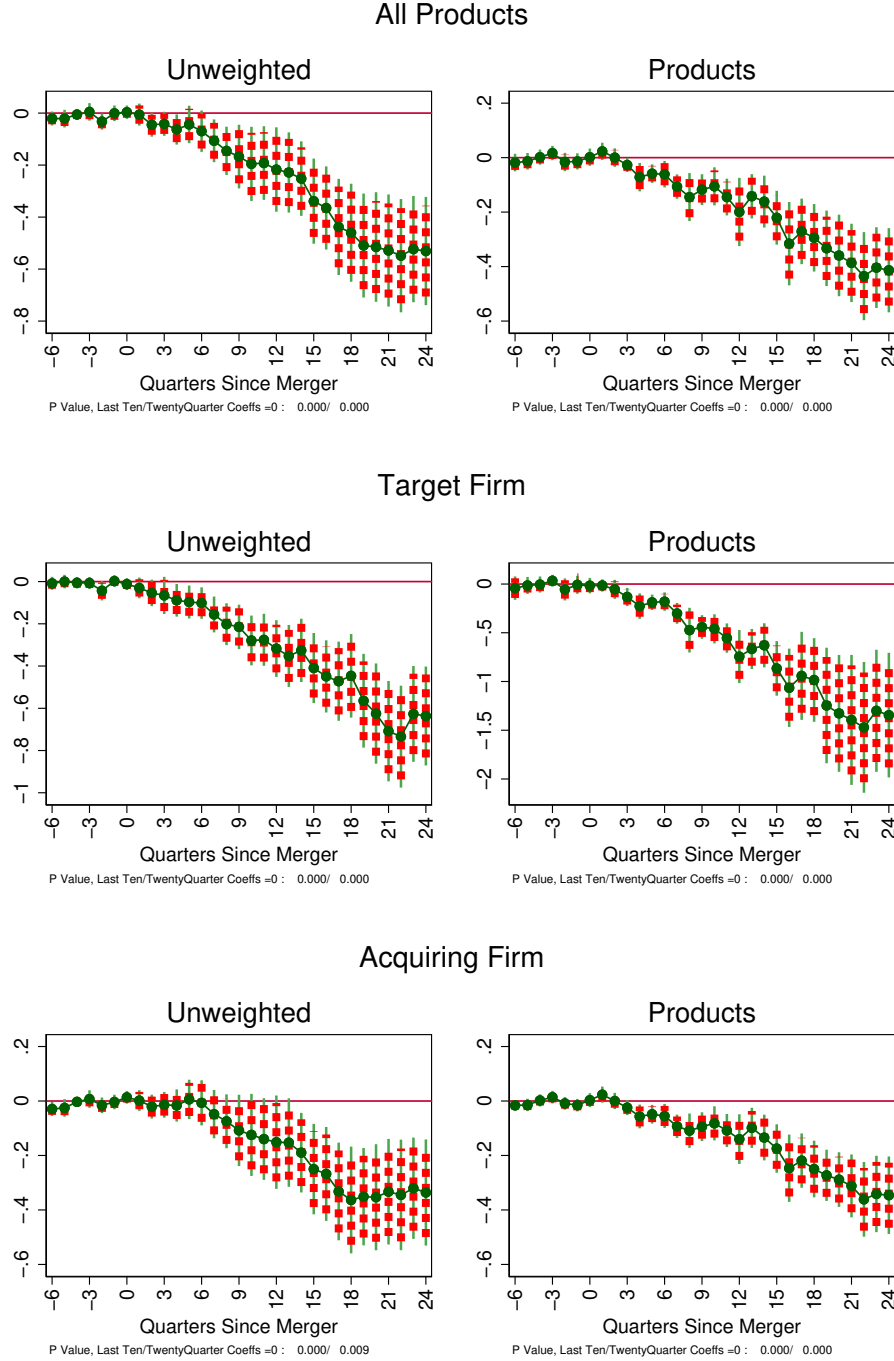 All Products
Unweighted
Products
0
−.2
−.4
−.6
−.8
.2
0
−.2
−.4
−.6
−6 −3 0 3 6 9 12 15 18 21 24
−6 −3 0 3 6 9 12 15 18 21 24
Quarters Since Merger
Quarters Since Merger
P Value, Last Ten/TwentyQuarter Coeffs =0 : 0.000/ 0.000
P Value, Last Ten/TwentyQuarter Coeffs =0 : 0.000/ 0.000
Target Firm
Unweighted
Products
0
−.2
−.4
−.6
−.8
−1
0
−.5
−1
−1.5
−2
−6 −3 0 3 6 9 12 15 18 21 24
−6 −3 0 3 6 9 12 15 18 21 24
Quarters Since Merger
Quarters Since Merger
P Value, Last Ten/TwentyQuarter Coeffs =0 : 0.000/ 0.000
P Value, Last Ten/TwentyQuarter Coeffs =0 : 0.000/ 0.000
Acquiring Firm
Unweighted
Products
.2
0
−.2
−.4
−.6
.2
0
−.2
−.4
−.6
−6 −3 0 3 6 9 12 15 18 21 24
−6 −3 0 3 6 9 12 15 18 21 24
Quarters Since Merger
Quarters Since Merger
P Value, Last Ten/TwentyQuarter Coeffs =0 : 0.000/ 0.009
P Value, Last Ten/TwentyQuarter Coeffs =0 : 0.000/ 0.000